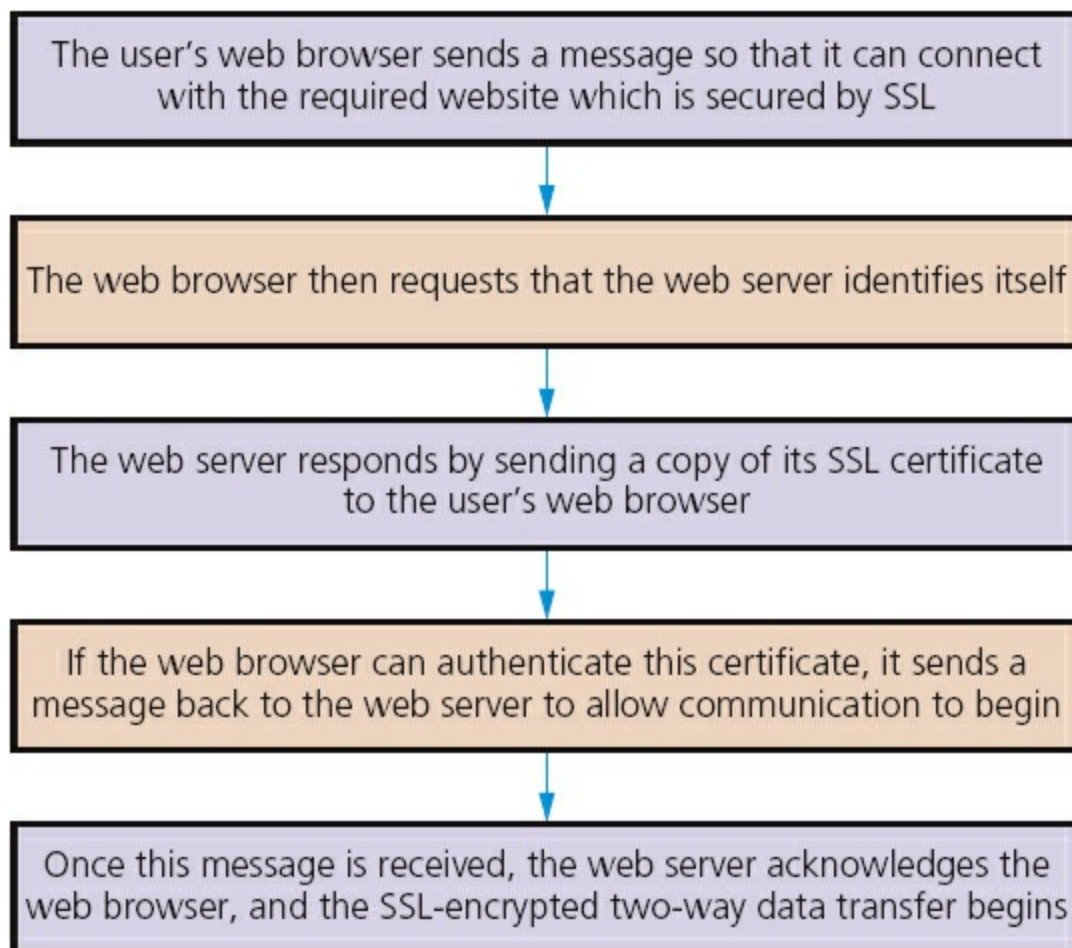 The user's web browser sends a message so that it can connect
with the required website which is secured by SSL
The web browser then requests that the web server identifies itself
The web server responds by sending a copy of its SSL certificate
to the user's web browser
If the web browser can authenticate this certificate, it sends a
message back to the web server to allow communication to begin
Once this message is received, the web server acknowledges the
web browser, and the SSL-encrypted two-way data transfer begins